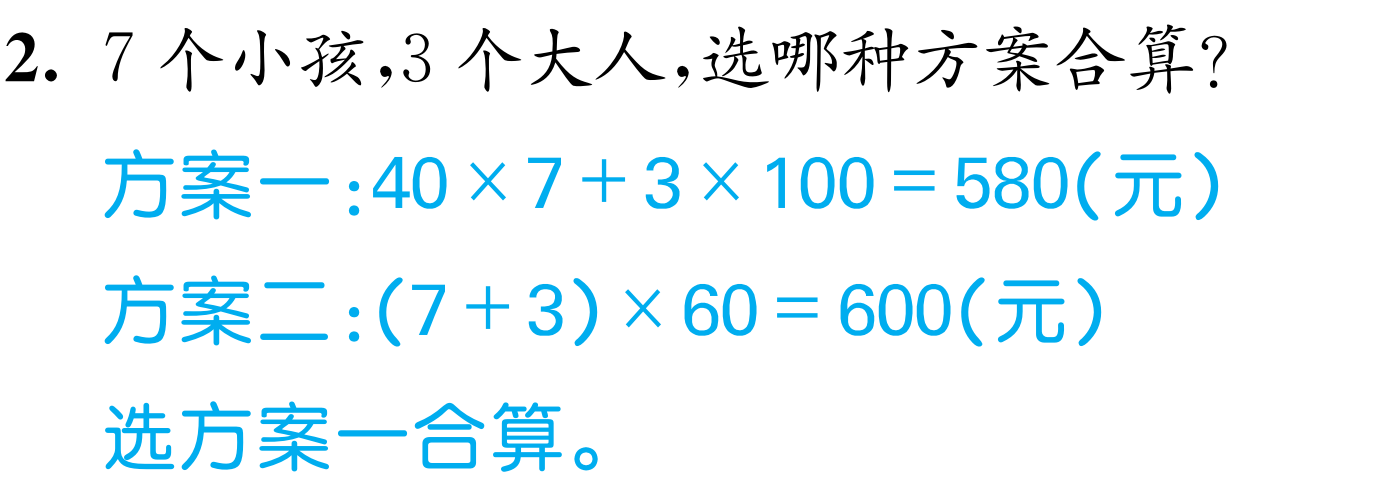 2. 7 个小孩,3 个大人,选哪种方案合算?
方案一:40×7+3×100=580(元)
方案二:(7+3)×60=600(元)
选方案一合算。